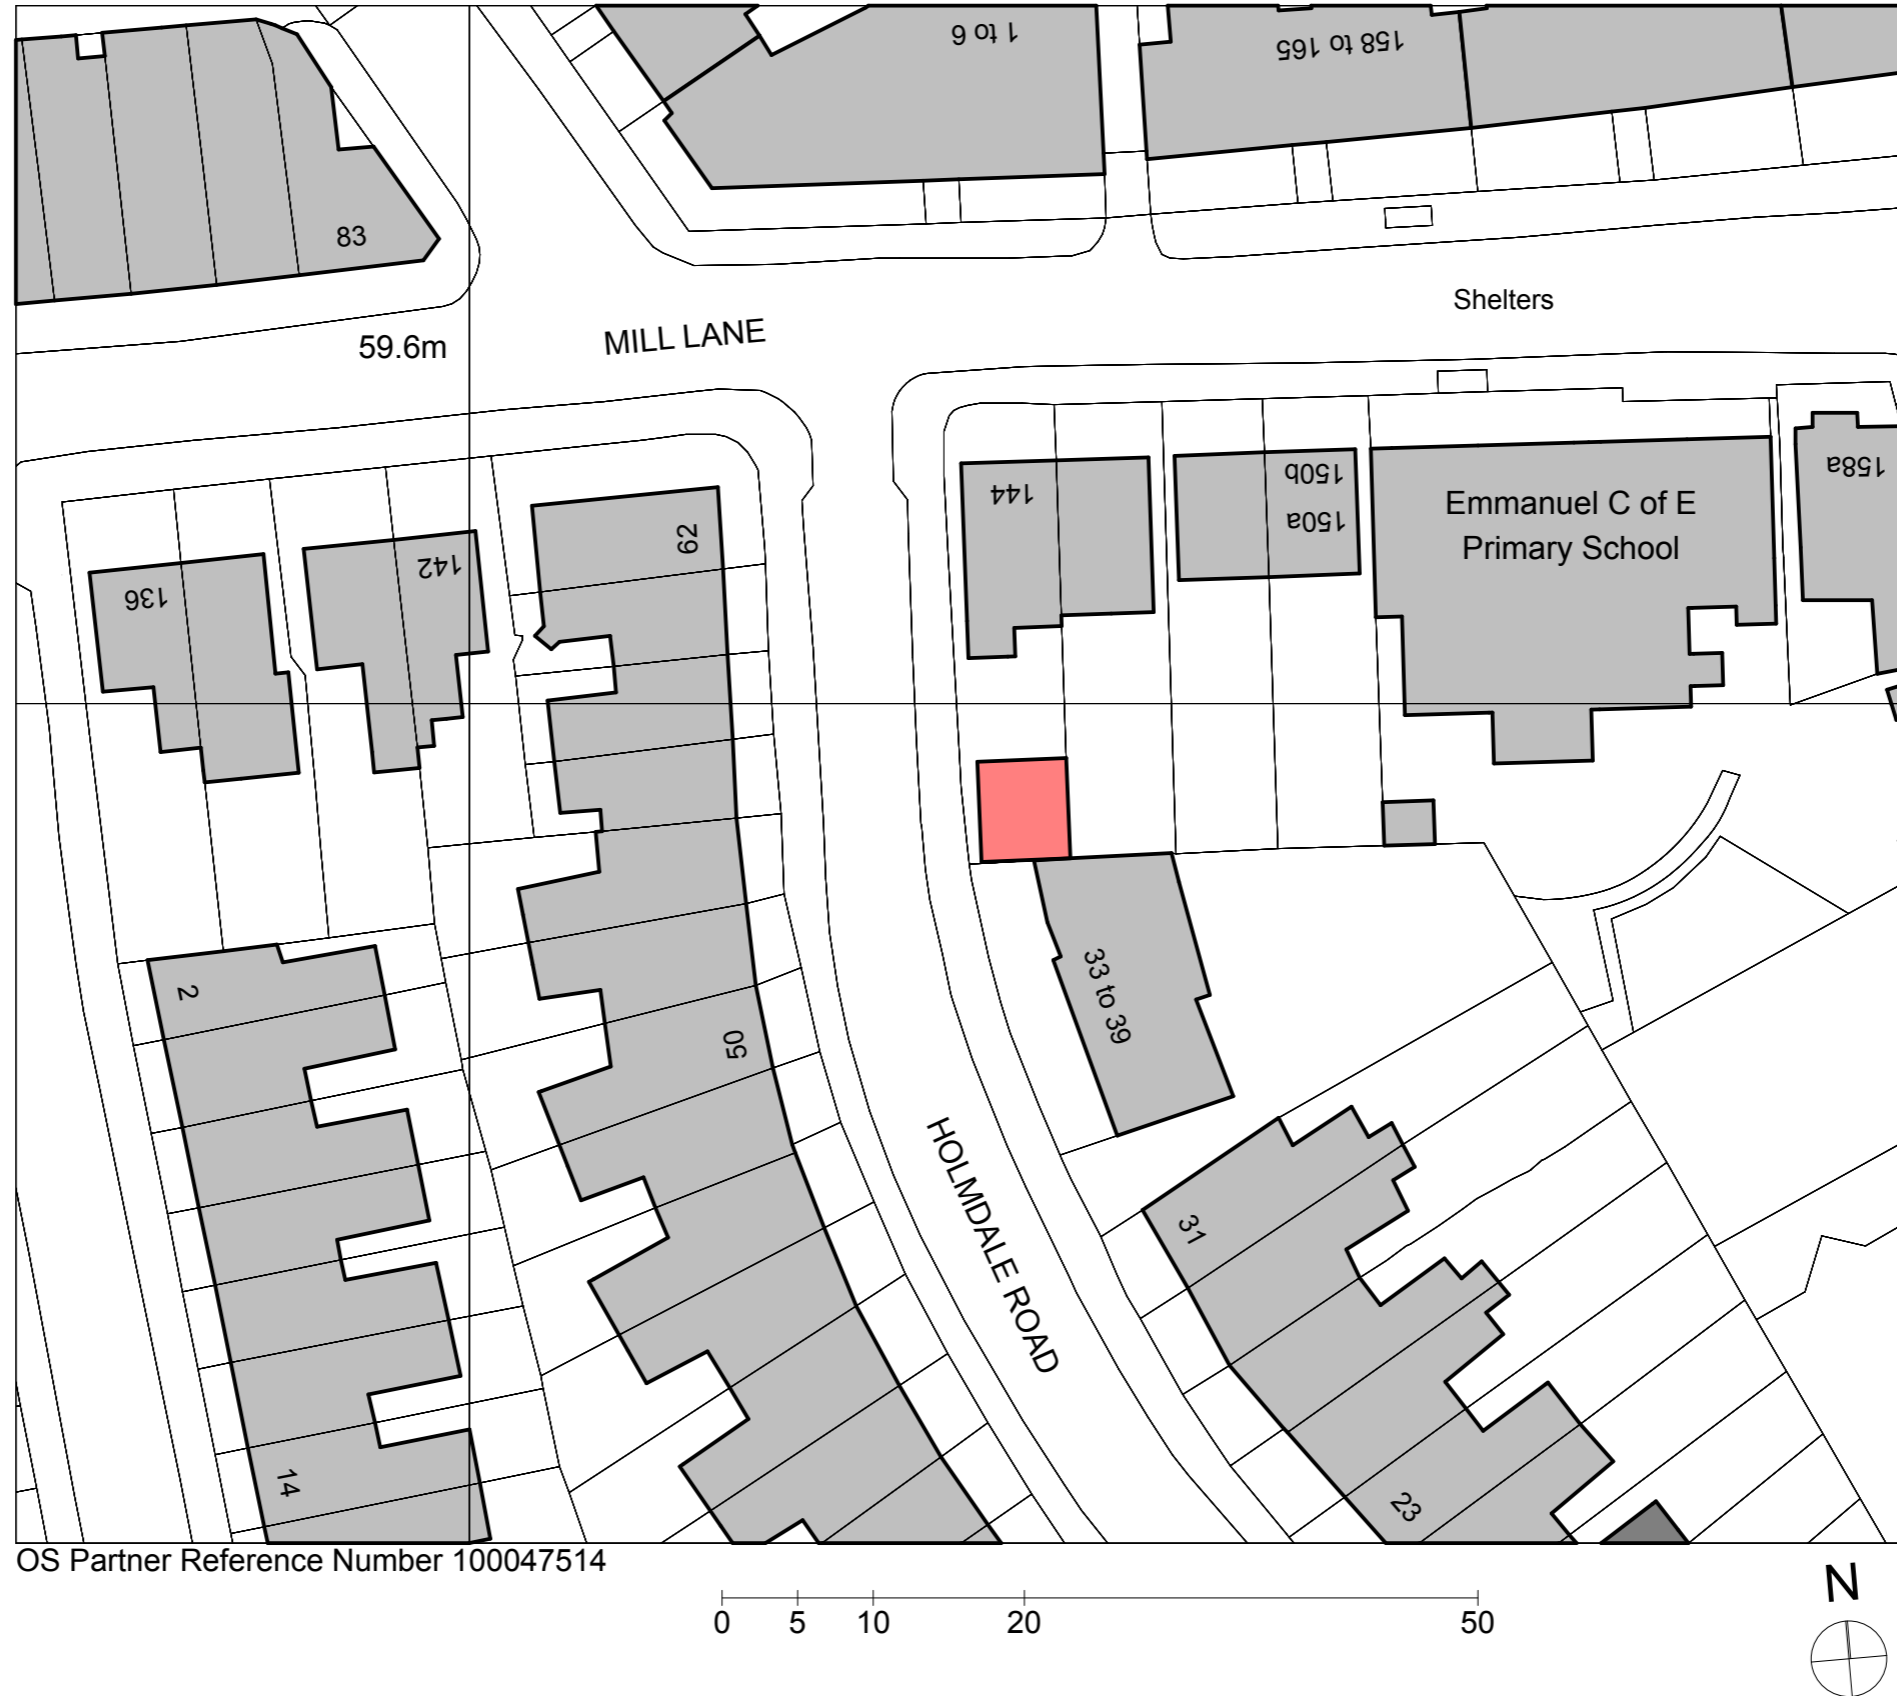 1 to 6
158 to 165
83
Shelters
MILL LANE
59.6m
144
150b
150a
Emmanuel C of E
Primary School
158a
62
142
136
2
33 to 39
50
HOLMDALE ROAD
31
14
23
OS Partner Reference Number 100047514
0 5 10 20 50
N